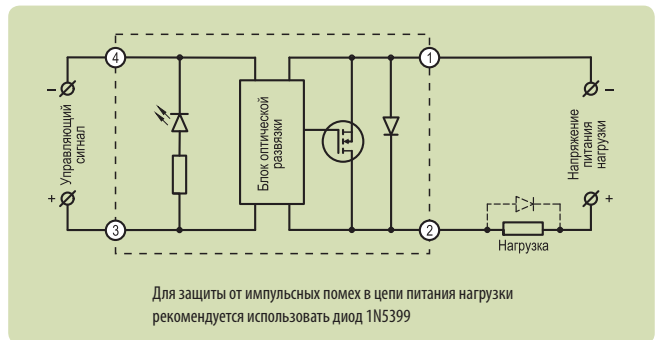 4
1
−
−
Управляющий
сигнал
Блок оптической
развязки
Напряжение
питания
нагрузки
+
+
3
2
Нагрузка
Для защиты от импульсных помех в цепи питания нагрузки
рекомендуется использовать диод 1N5399